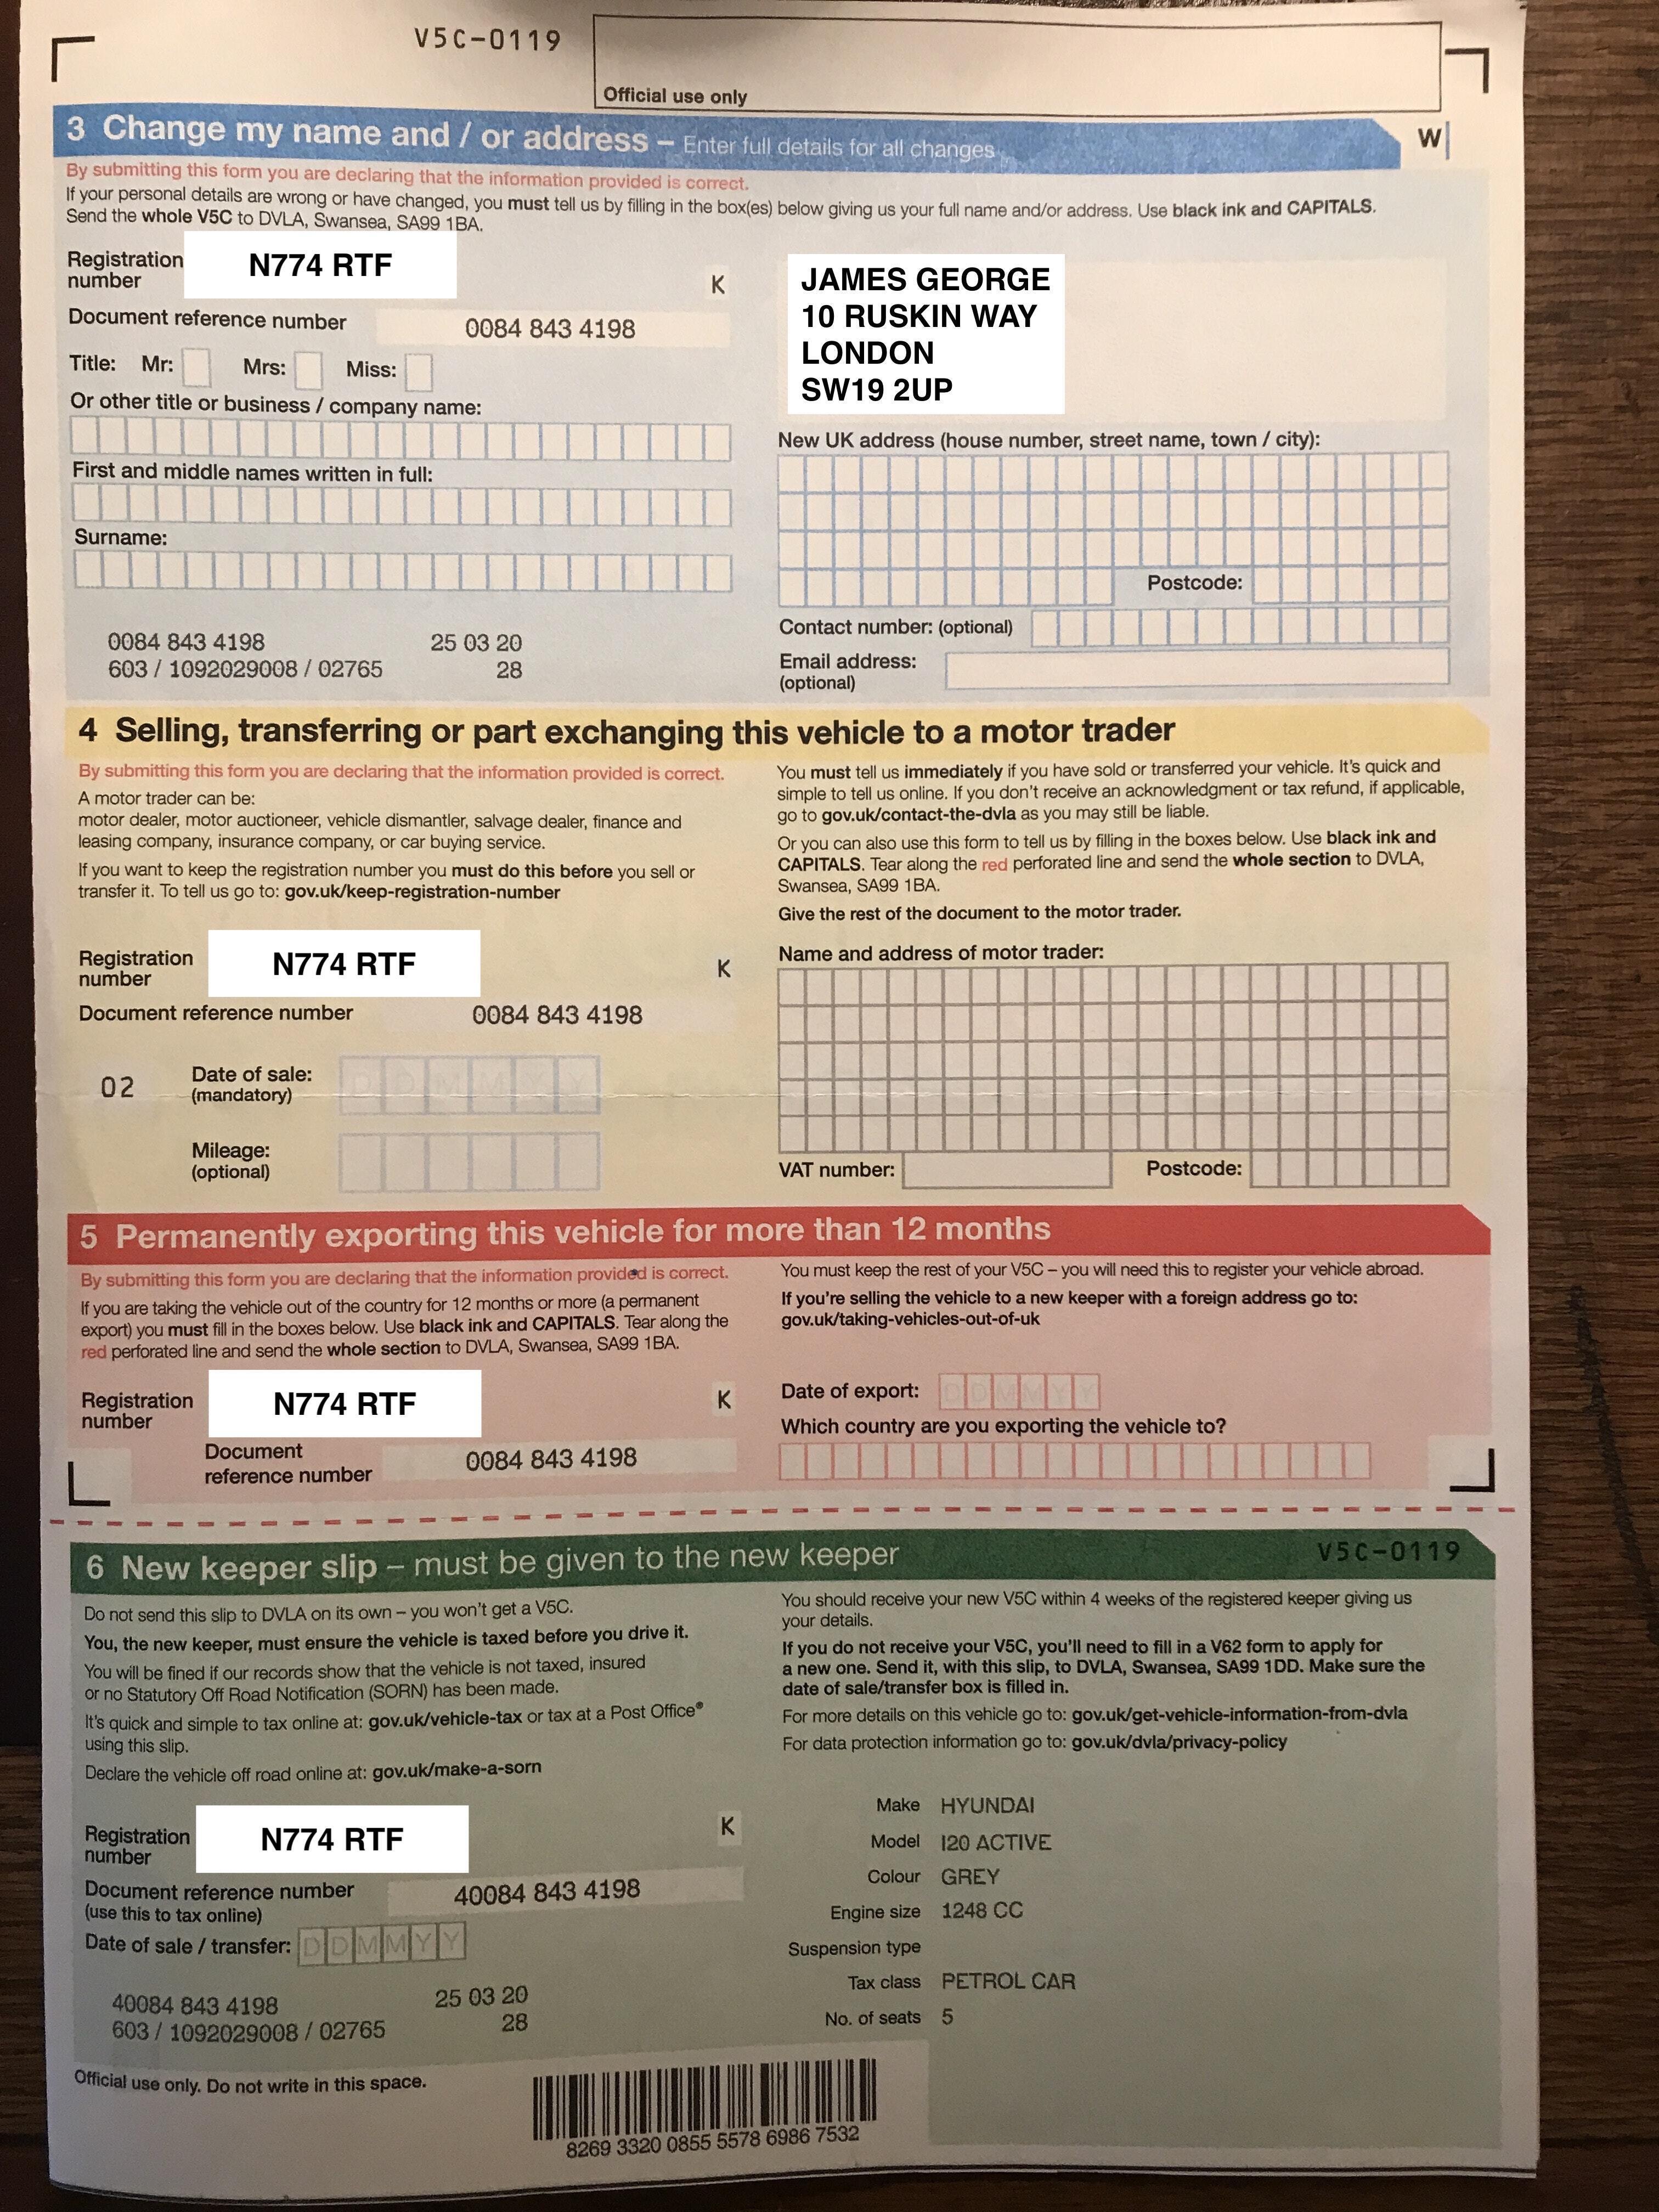 V5C-0119
Official use only
3 Change my name and / or address – Enter full details for all changes
W
By submitting this form you are declaring that the information provided is correct.
If your personal details are wrong or have changed, you must tell us by filling in the box(es) below giving us your full name and/or address. Use black ink and CAPITALS.
Send the whole V5C to DVLA, Swansea, SA99 1BA.
Registration number N774 RTF K
Document reference number 0084 843 4198
Title: Mr: Mrs: Miss:
Or other title or business / company name:
First and middle names written in full:
Surname:
0084 843 4198 25 03 20
603 / 1092029008 / 02765 28
JAMES GEORGE
10 RUSKIN WAY
LONDON
SW19 2UP
New UK address (house number, street name, town / city):
Postcode:
Contact number: (optional)
Email address:
(optional)
4 Selling, transferring or part exchanging this vehicle to a motor trader
By submitting this form you are declaring that the information provided is correct.
A motor trader can be:
motor dealer, motor auctioneer, vehicle dismantler, salvage dealer, finance and
leasing company, insurance company, or car buying service.
If you want to keep the registration number you must do this before you sell or
transfer it. To tell us go to: gov.uk/keep-registration-number
Registration number N774 RTF K
Document reference number 0084 843 4198
02
Date of sale:
(mandatory)
D D M M Y Y
Mileage:
(optional)
You must tell us immediately if you have sold or transferred your vehicle. It's quick and
simple to tell us online. If you don't receive an acknowledgment or tax refund, if applicable,
go to gov.uk/contact-the-dvla as you may still be liable.
Or you can also use this form to tell us by filling in the boxes below. Use black ink and
CAPITALS. Tear along the red perforated line and send the whole section to DVLA,
Swansea, SA99 1BA.
Give the rest of the document to the motor trader.
Name and address of motor trader:
VAT number: Postcode:
5 Permanently exporting this vehicle for more than 12 months
By submitting this form you are declaring that the information provided is correct.
If you are taking the vehicle out of the country for 12 months or more (a permanent
export) you must fill in the boxes below. Use black ink and CAPITALS. Tear along the
red perforated line and send the whole section to DVLA, Swansea, SA99 1BA.
Registration number N774 RTF K
Document
reference number 0084 843 4198
You must keep the rest of your V5C – you will need this to register your vehicle abroad.
If you're selling the vehicle to a new keeper with a foreign address go to:
gov.uk/taking-vehicles-out-of-uk
Date of export: D D M M Y Y
Which country are you exporting the vehicle to?
6 New keeper slip – must be given to the new keeper
V5C-0119
Do not send this slip to DVLA on its own – you won't get a V5C.
You, the new keeper, must ensure the vehicle is taxed before you drive it.
You will be fined if our records show that the vehicle is not taxed, insured
or no Statutory Off Road Notification (SORN) has been made.
It's quick and simple to tax online at: gov.uk/vehicle-tax or tax at a Post Office®
using this slip.
Declare the vehicle off road online at: gov.uk/make-a-sorn
Registration number N774 RTF K
Document reference number 40084 843 4198
(use this to tax online)
Date of sale / transfer: D D M M Y Y
40084 843 4198 25 03 20
603 / 1092029008 / 02765 28
You should receive your new V5C within 4 weeks of the registered keeper giving us
your details.
If you do not receive your V5C, you'll need to fill in a V62 form to apply for
a new one. Send it, with this slip, to DVLA, Swansea, SA99 1DD. Make sure the
date of sale/transfer box is filled in.
For more details on this vehicle go to: gov.uk/get-vehicle-information-from-dvla
For data protection information go to: gov.uk/dvla/privacy-policy
Make HYUNDAI
Model I20 ACTIVE
Colour GREY
Engine size 1248 CC
Suspension type
Tax class PETROL CAR
No. of seats 5
Official use only. Do not write in this space.
8269 3320 0855 5578 6986 7532